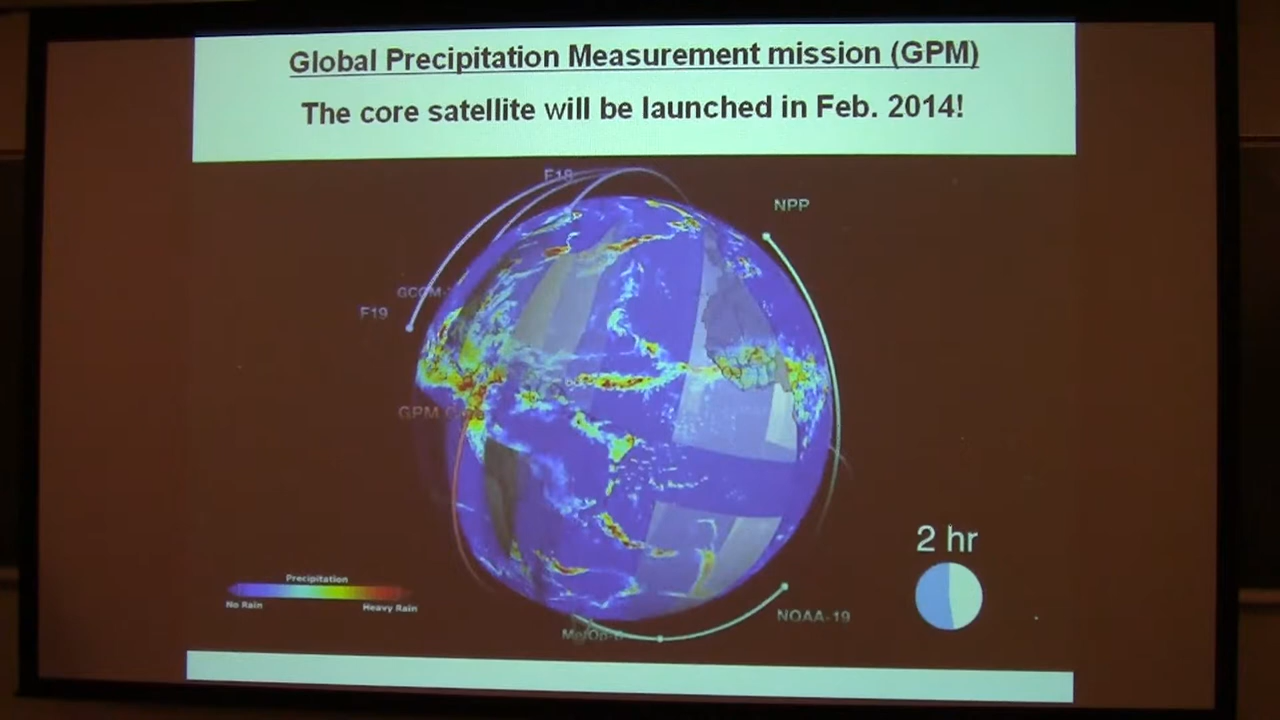 Global Precipitation Measurement mission (GPM)
The core satellite will be launched in Feb. 2014!
F18
NPP
F19
GPM
2 hr
Precipitation
No Rain
Heavy Rain
NOAA-19